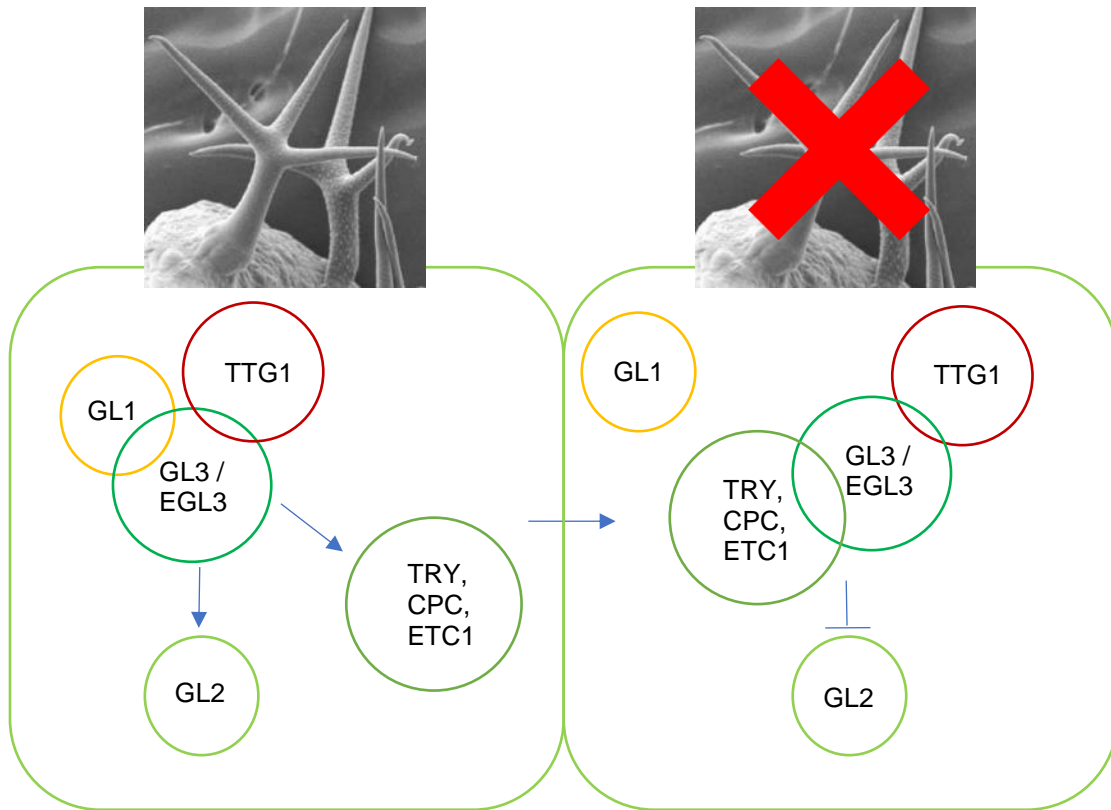 TTG1
GL1
GL3 /
EGL3
TRY,
CPC,
ETC1
GL2
GL1
TTG1
GL3 /
EGL3
TRY,
CPC,
ETC1
GL2